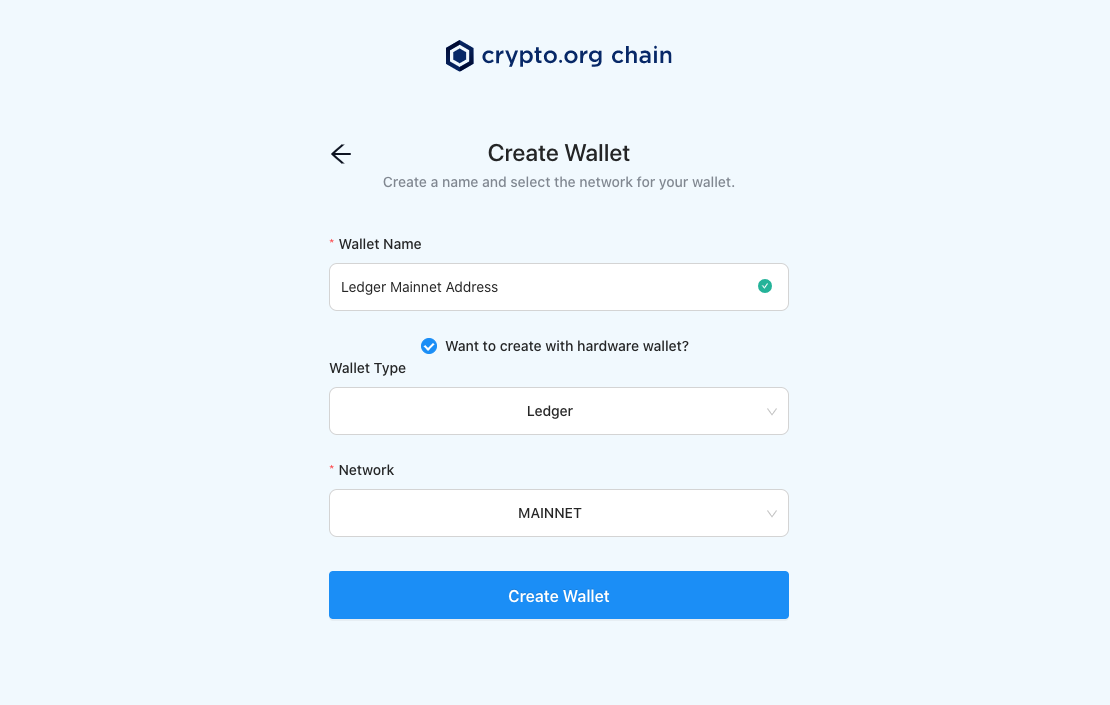 crypto.org chain
Create Wallet
Create a name and select the network for your wallet.
* Wallet Name
Ledger Mainnet Address
Want to create with hardware wallet?
Wallet Type
Ledger
* Network
MAINNET
Create Wallet